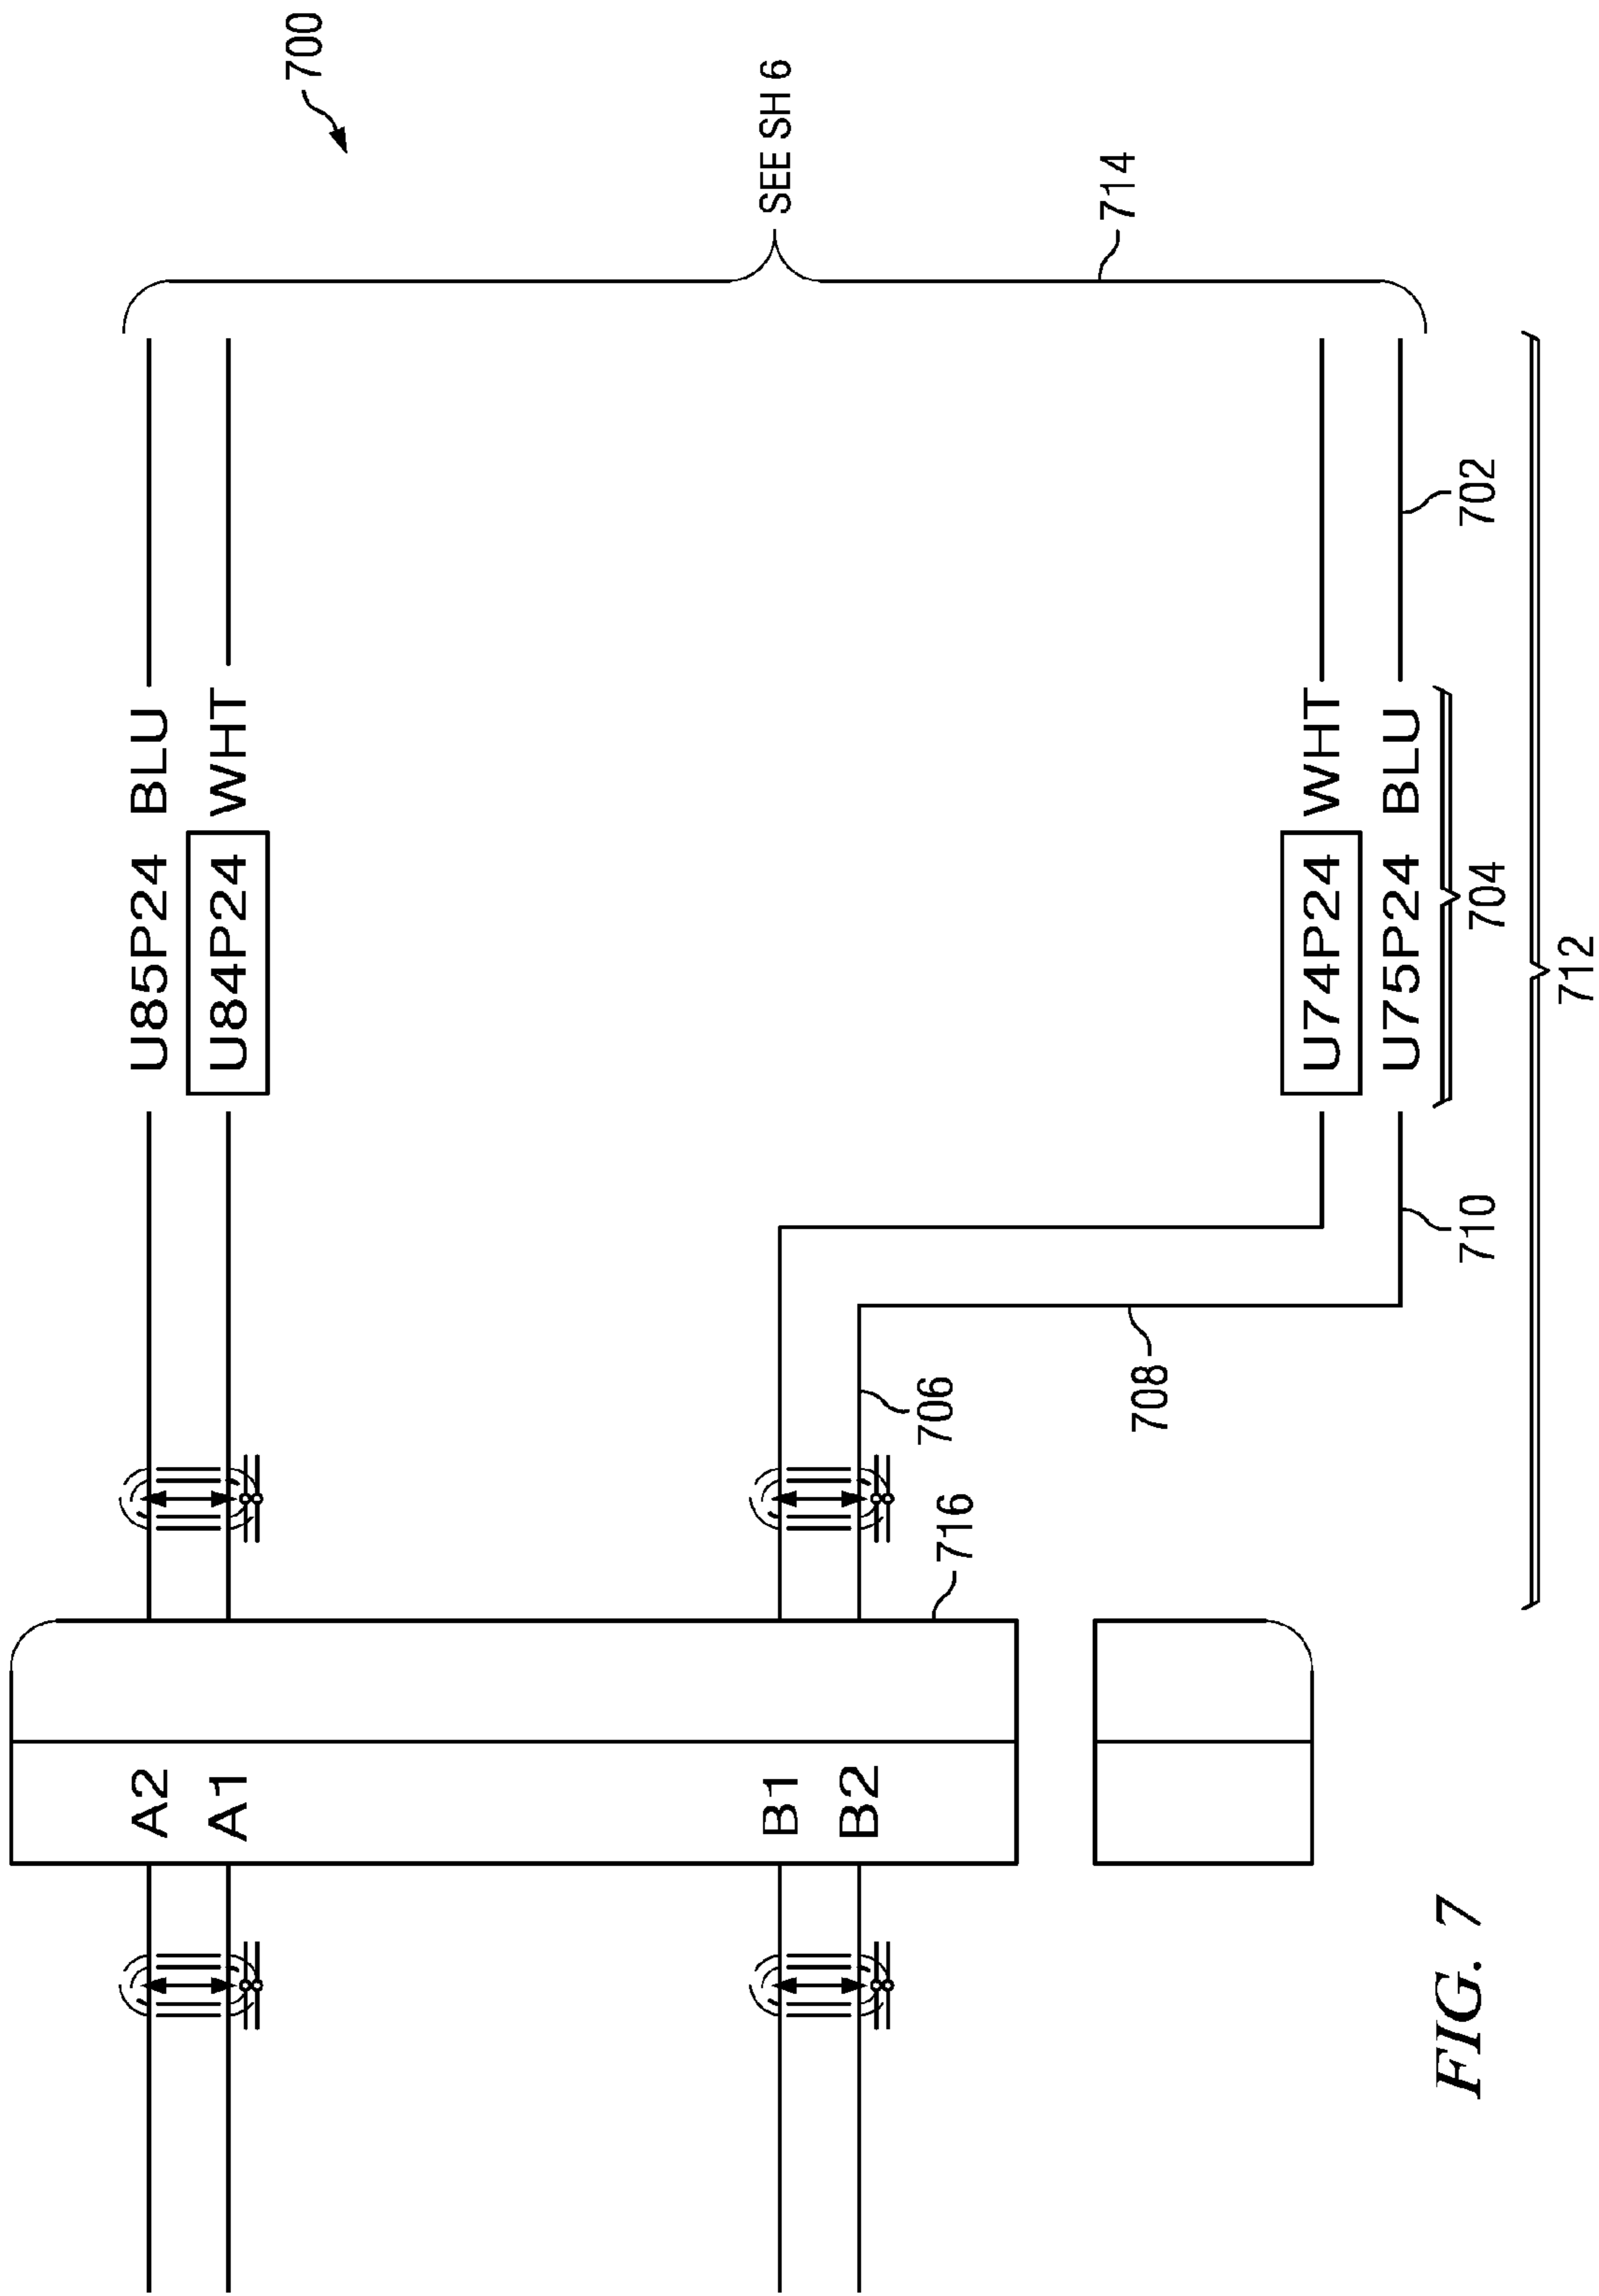 700
A2
U85P24 BLU
A1
U84P24 WHT
SEE SH 6
B1
B2
716
706
708
714
U74P24 WHT
U75P24 BLU
710
704
702
712
FIG. 7